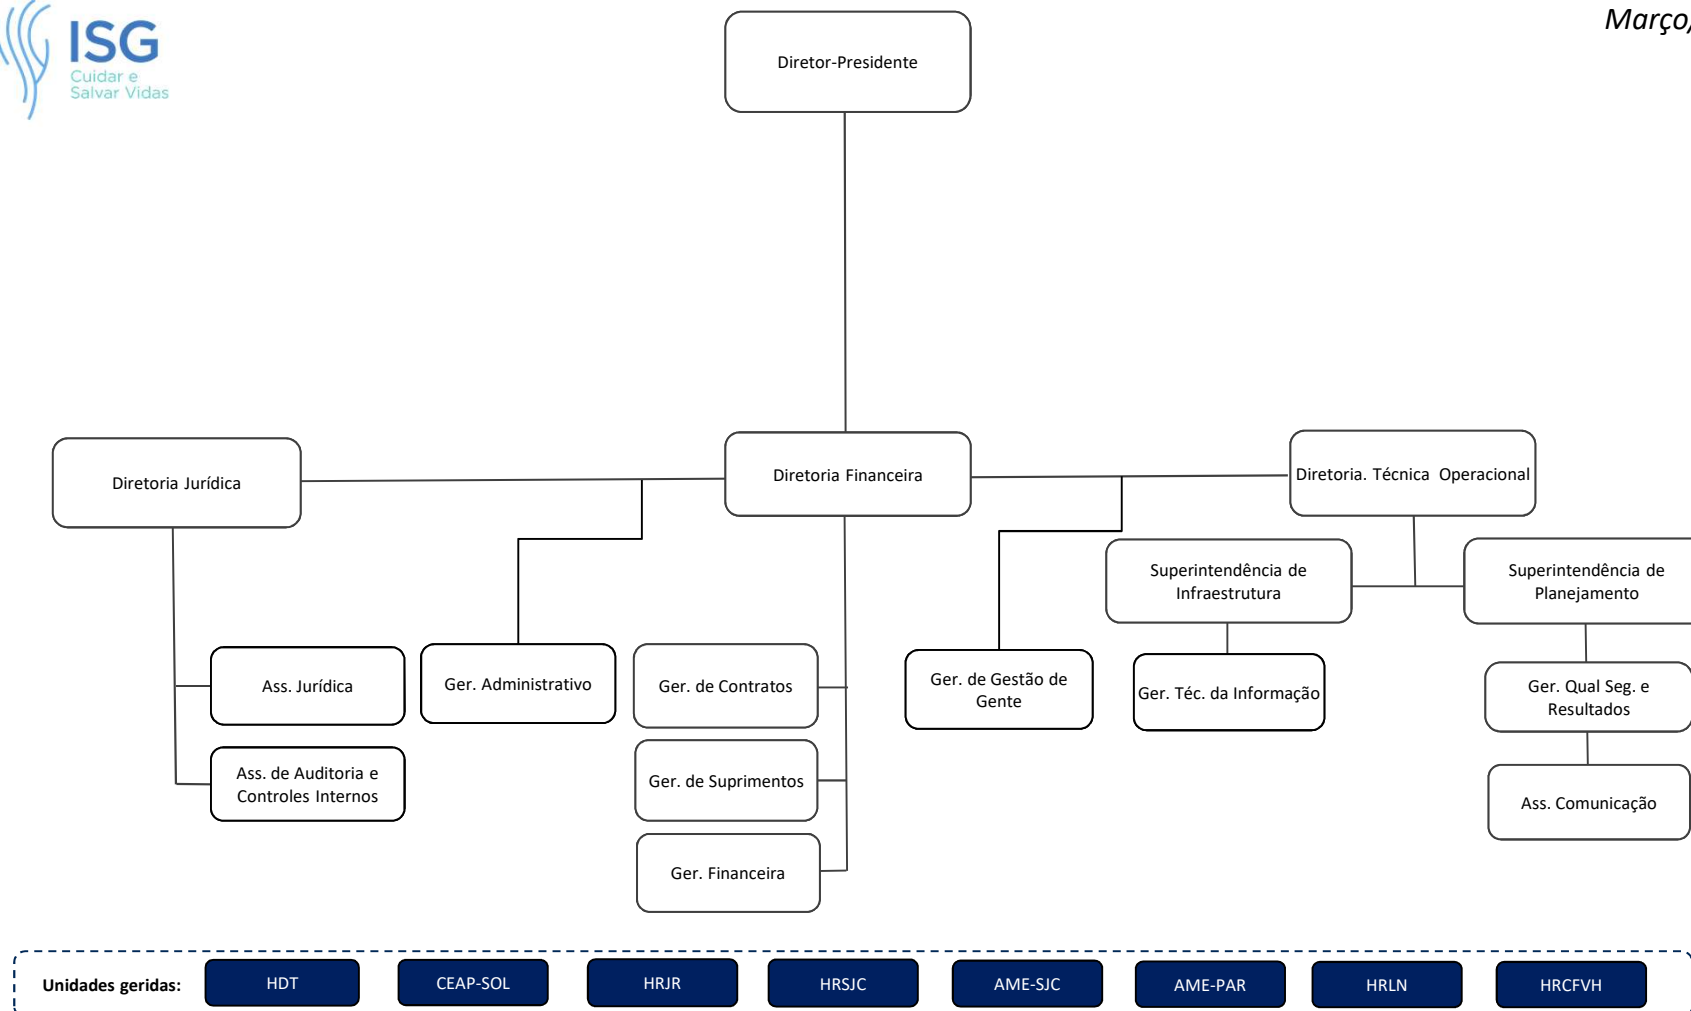 ISG
Cuidar e
Salvar Vidas
Março/
Diretor-Presidente
Diretoria Jurídica
Diretoria Financeira
Diretoria. Técnica Operacional
Superintendência de
Infraestrutura
Superintendência de
Planejamento
Ass. Jurídica
Ger. Administrativo
Ger. de Contratos
Ger. de Gestão de
Gente
Ger. Téc. da Informação
Ger. Qual Seg. e
Resultados
Ass. de Auditoria e
Controles Internos
Ger. de Suprimentos
Ass. Comunicação
Ger. Financeira
Unidades geridas:
HDT
CEAP-SOL
HRJR
HRSJC
AME-SJC
AME-PAR
HRLN
HRCFVH